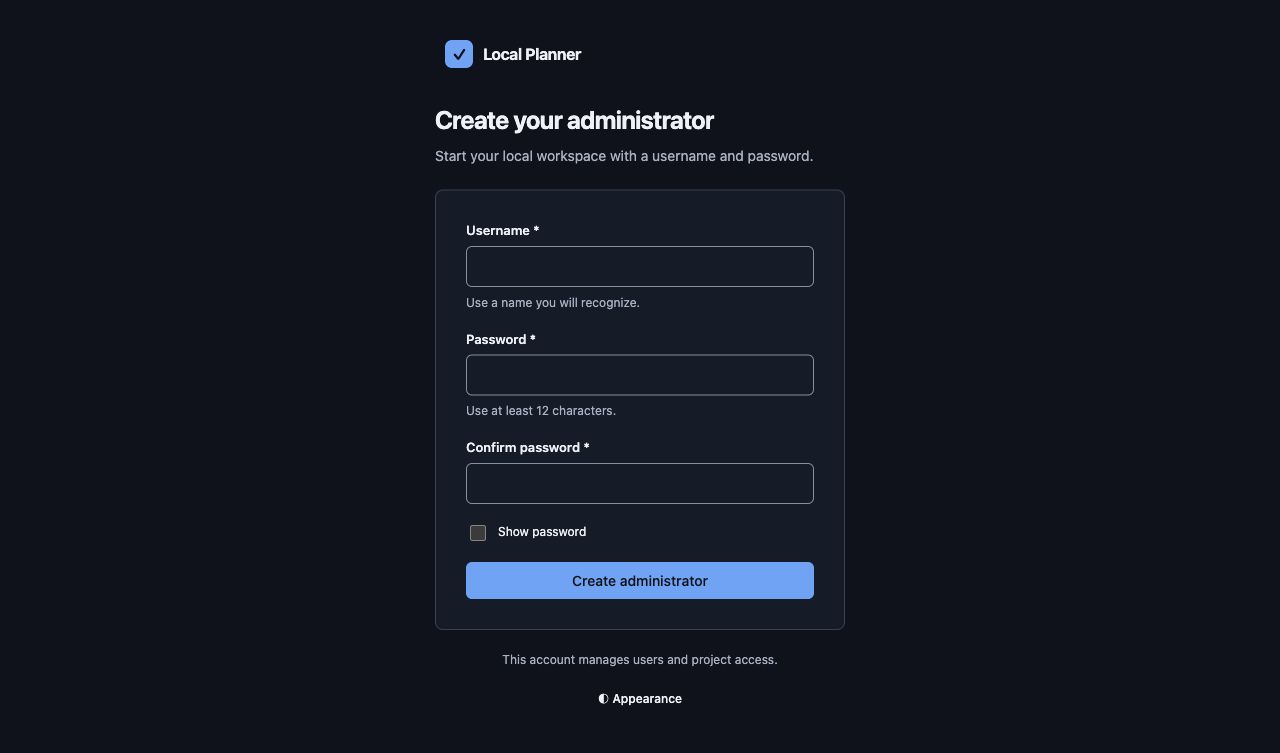 Local Planner
Create your administrator
Start your local workspace with a username and password.
Username *
Use a name you will recognize.
Password *
Use at least 12 characters.
Confirm password *
Show password
Create administrator
This account manages users and project access.
Appearance